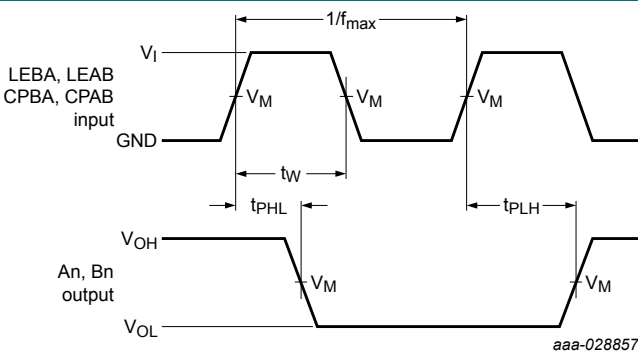 1/fmax
VI
LEBA, LEAB
CPBA, CPAB
input
VM
VM
VM
GND
tW
tPHL
tPLH
VOH
An, Bn
output
VM
VM
VOL
aaa-028857